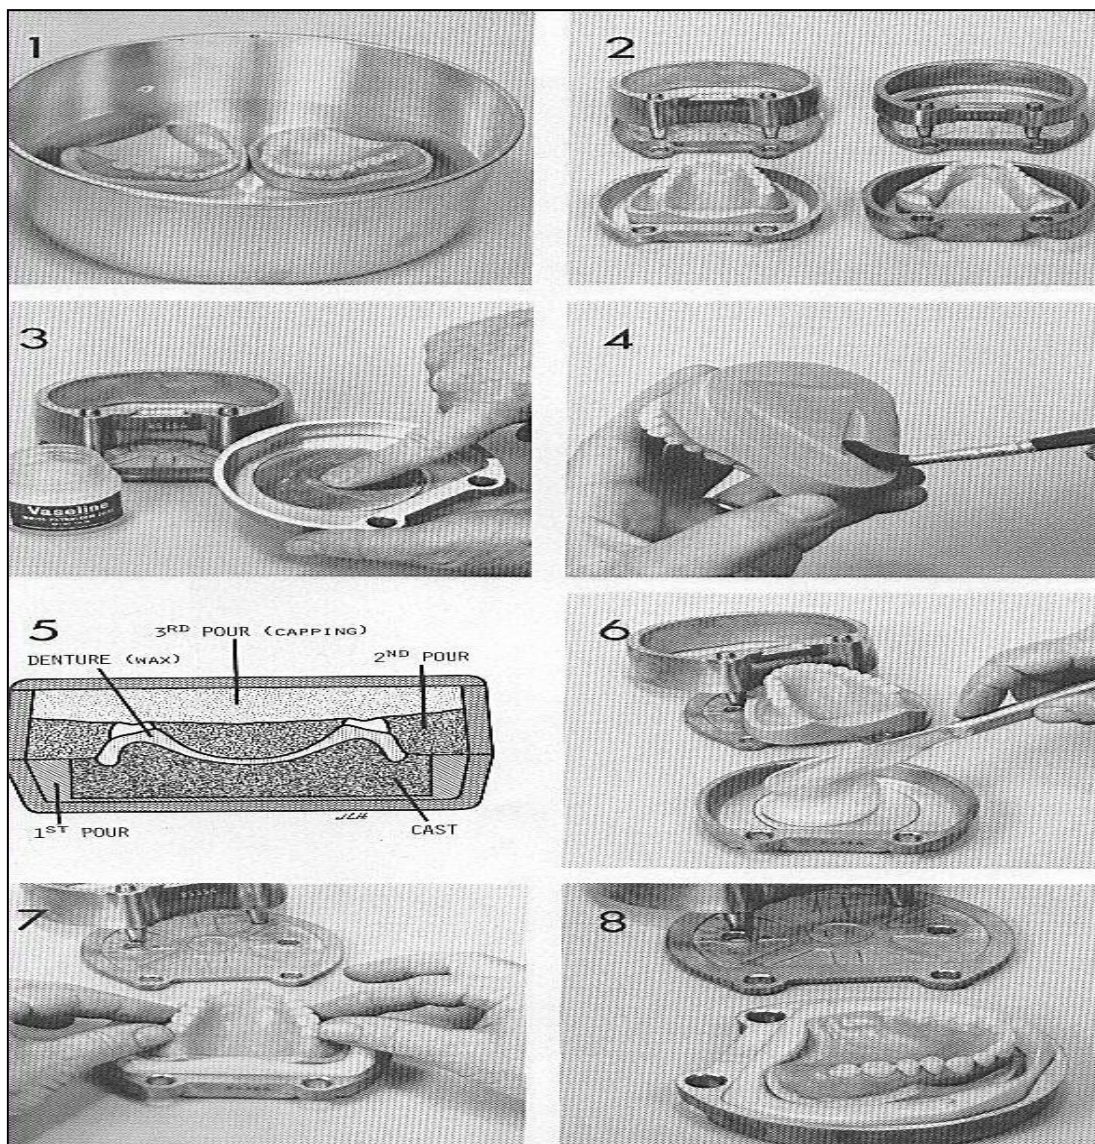 1
2
3
Vaseline
4
5
3RD POUR (CAPPING)
DENTURE (WAX)
2ND POUR
1ST POUR
CAST
JLH
6
7
8